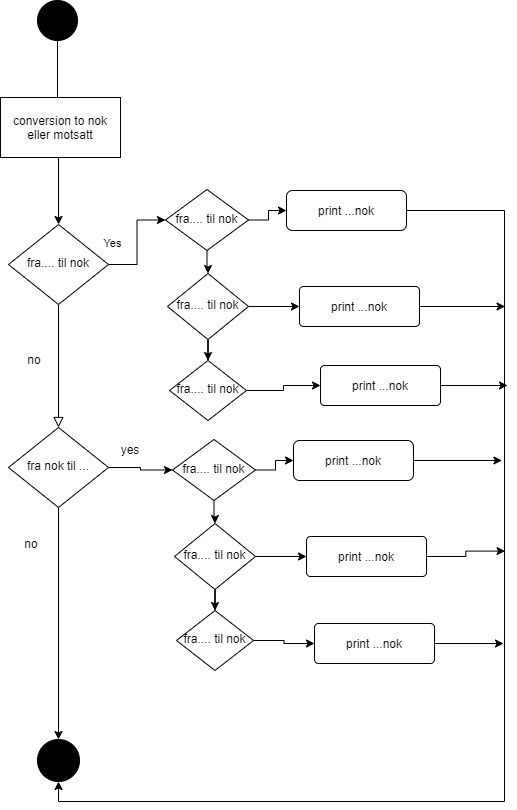 conversion to nok
eller motsatt
fra.... til nok
Yes
fra.... til nok
print ...nok
fra.... til nok
print ...nok
fra.... til nok
print ...nok
no
fra nok til ...
yes
fra.... til nok
print ...nok
fra.... til nok
print ...nok
fra.... til nok
print ...nok
no